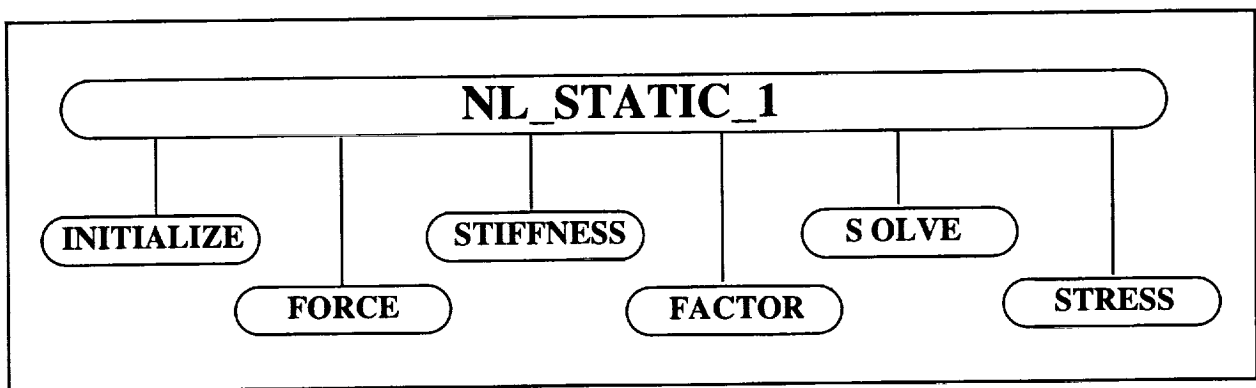 NL_STATIC_1
INITIALIZE
STIFFNESS
S OLVE
FORCE
FACTOR
STRESS